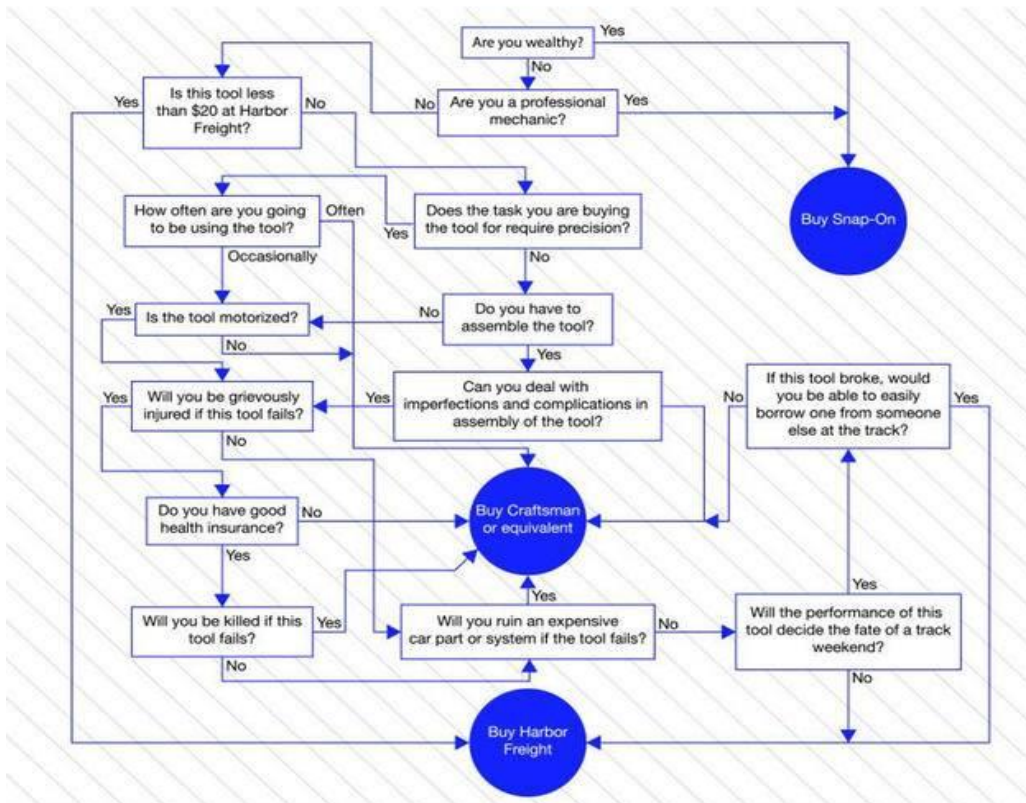 Are you wealthy?
Yes
No
Is this tool less
than $20 at Harbor
Freight?
Yes
No
Are you a professional
mechanic?
No
Yes
Buy Snap-On
How often are you going
to be using the tool?
Often
Occasionally
Does the task you are buying
the tool for require precision?
Yes
No
Is the tool motorized?
Yes
No
Do you have to
assemble the tool?
No
Yes
Will you be grievously
injured if this tool fails?
Yes
No
Can you deal with
imperfections and complications in
assembly of the tool?
Yes
If this tool broke, would
you be able to easily
borrow one from someone
else at the track?
No
Yes
Do you have good
health insurance?
No
Yes
Buy Craftsman
or equivalent
Will you be killed if this
tool fails?
Yes
No
Will you ruin an expensive
car part or system if the tool fails?
Yes
No
Will the performance of this
tool decide the fate of a track
weekend?
Yes
No
Buy Harbor
Freight